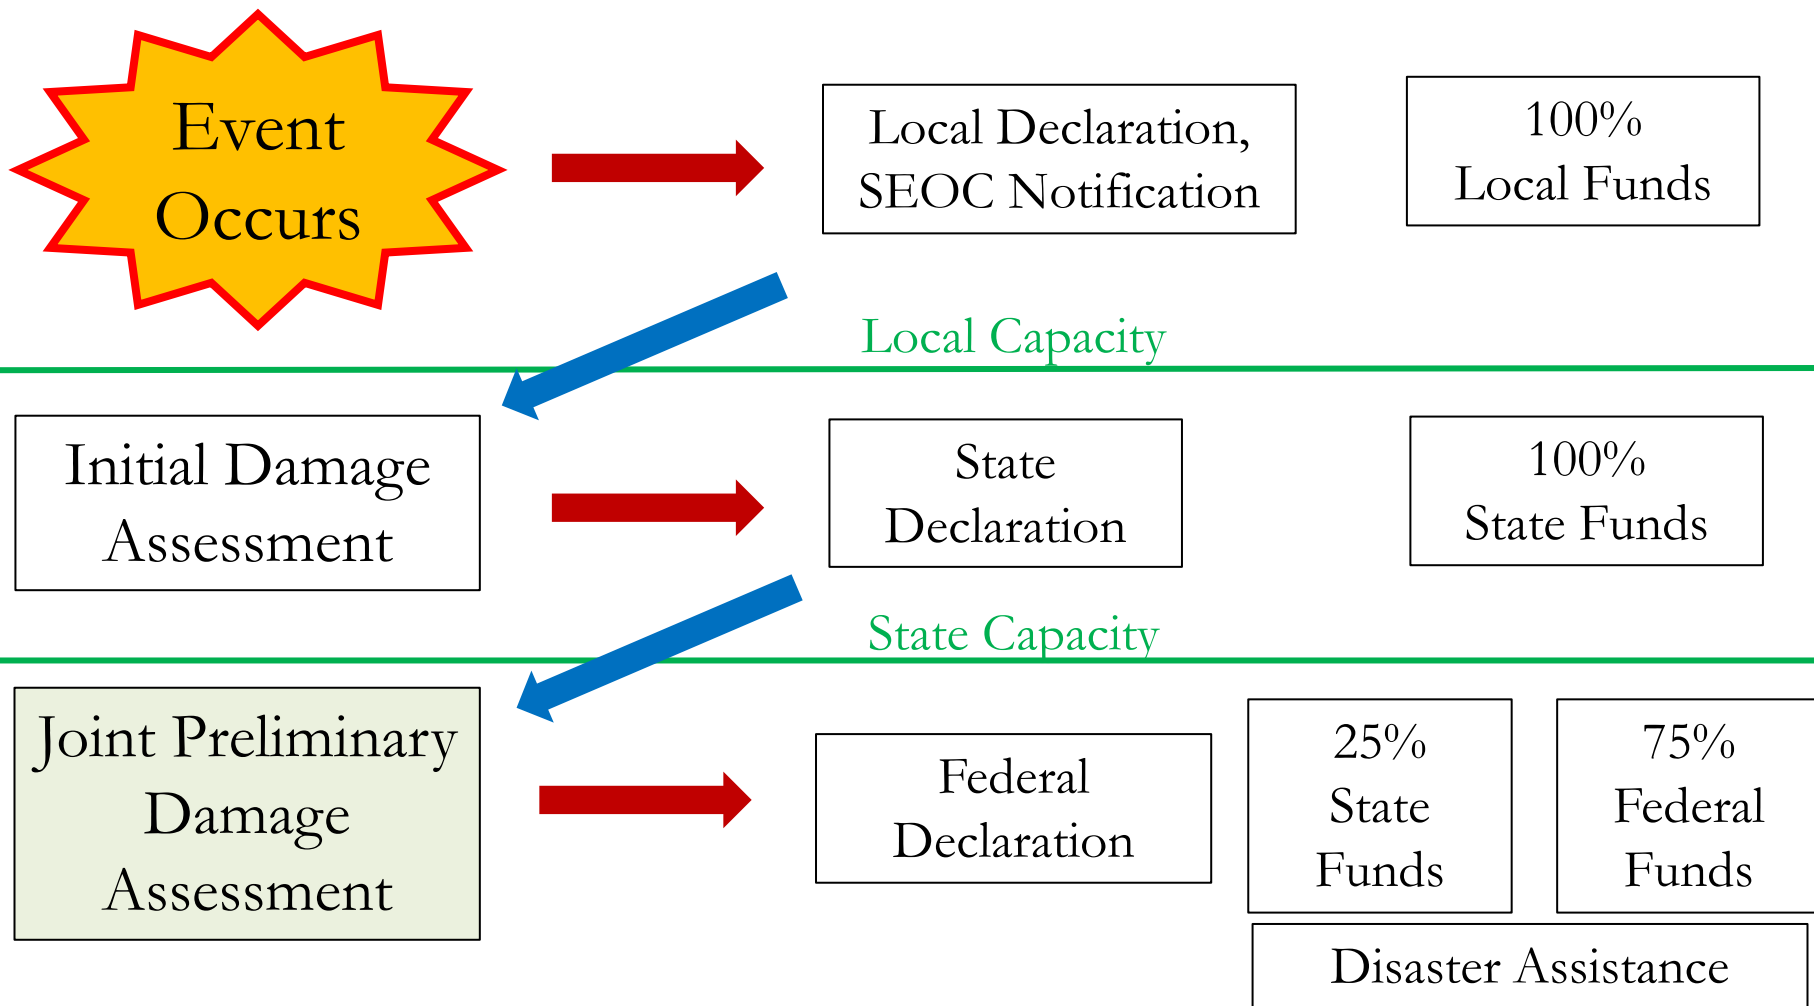 Event
Occurs
Local Declaration,
SEOC Notification
100%
Local Funds
Local Capacity
Initial Damage
Assessment
State
Declaration
100%
State Funds
State Capacity
Joint Preliminary
Damage
Assessment
Federal
Declaration
25%
State
Funds
75%
Federal
Funds
Disaster Assistance